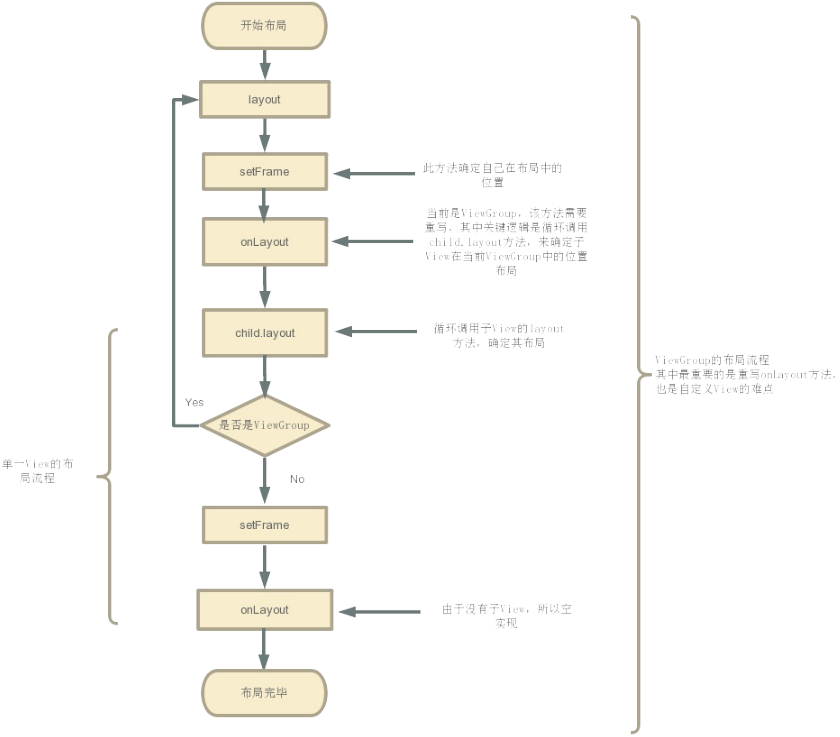 开始布局
layout
setFrame
此方法确定自己在布局中的
位置
onLayout
当前是ViewGroup，该方法需要
重写，其中关键逻辑是循环调用
child.layout方法，来确定子
View在当前ViewGroup中的位置
布局
child.layout
循环调用子View的layout
方法，确定其布局
ViewGroup的布局流程
其中最重要的是重写onLayout方法，
也是自定义View的难点
Yes
是否是ViewGroup
单一View的布
局流程
No
setFrame
onLayout
由于没有子View，所以空
实现
布局完毕